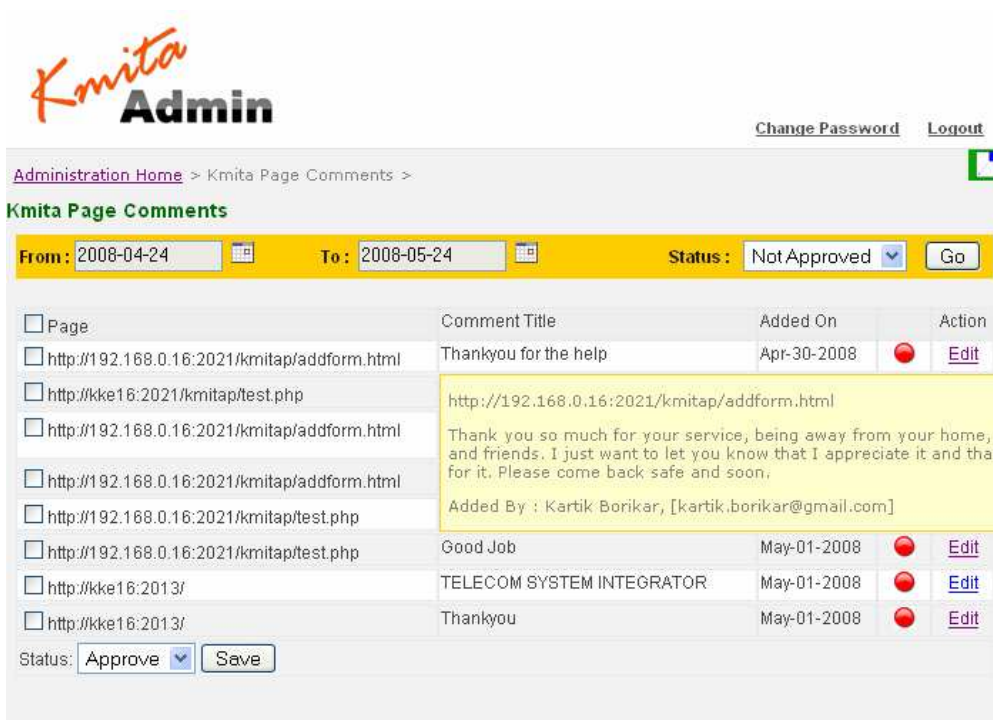 Kmita
Admin
Change Password Logout
Administration Home > Kmita Page Comments >
Kmita Page Comments
From : 2008-04-24 To : 2008-05-24 Status : Not Approved Go
Page Comment Title Added On Action
http://192.168.0.16:2021/kmitap/addform.html Thankyou for the help Apr-30-2008 Edit
http://kke16:2021/kmitap/test.php
http://192.168.0.16:2021/kmitap/addform.html
http://192.168.0.16:2021/kmitap/addform.html
http://192.168.0.16:2021/kmitap/test.php
http://192.168.0.16:2021/kmitap/addform.html
Thank you so much for your service, being away from your home,
and friends. I just want to let you know that I appreciate it and tha
for it. Please come back safe and soon.
Added By : Kartik Borikar, [kartik.borikar@gmail.com]
http://192.168.0.16:2021/kmitap/test.php Good Job May-01-2008 Edit
http://kke16:2013/ TELECOM SYSTEM INTEGRATOR May-01-2008 Edit
http://kke16:2013/ Thankyou May-01-2008 Edit
Status: Approve Save